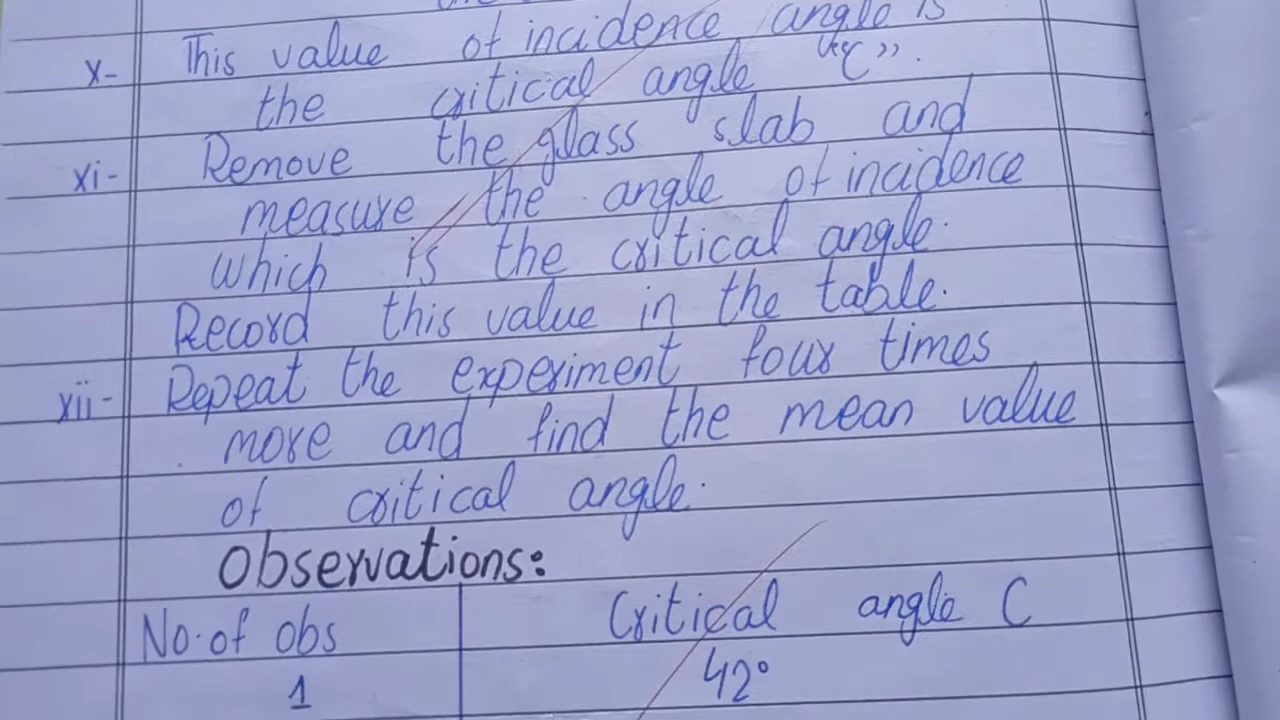 x- This value of incidence angle is
the critical angle "C".
xi- Remove the glass slab and
measure the angle of incidence
which is the critical angle.
Record this value in the table.
xii- Repeat the experiment four times
more and find the mean value
of critical angle.
Observations:
No. of obs Critical angle C
1 42°